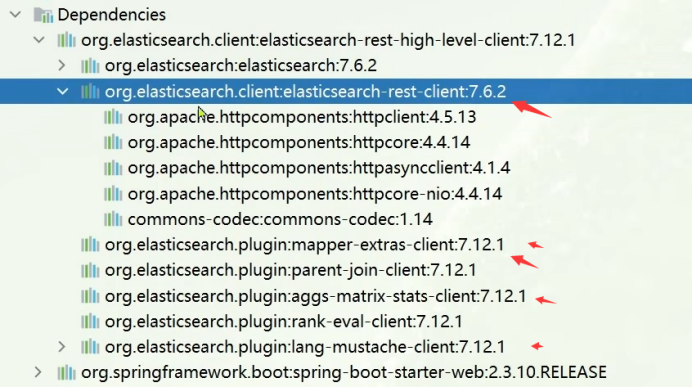 Dependencies
org.elasticsearch.client:elasticsearch-rest-high-level-client:7.12.1
org.elasticsearch:elasticsearch:7.6.2
org.elasticsearch.client:elasticsearch-rest-client:7.6.2
org.apache.httpcomponents:httpclient:4.5.13
org.apache.httpcomponents:httpcore:4.4.14
org.apache.httpcomponents:httpasyncclient:4.1.4
org.apache.httpcomponents:httpcore-nio:4.4.14
commons-codec:commons-codec:1.14
org.elasticsearch.plugin:mapper-extras-client:7.12.1
org.elasticsearch.plugin:parent-join-client:7.12.1
org.elasticsearch.plugin:aggs-matrix-stats-client:7.12.1
org.elasticsearch.plugin:rank-eval-client:7.12.1
org.elasticsearch.plugin:lang-mustache-client:7.12.1
org.springframework.boot:spring-boot-starter-web:2.3.10.RELEASE